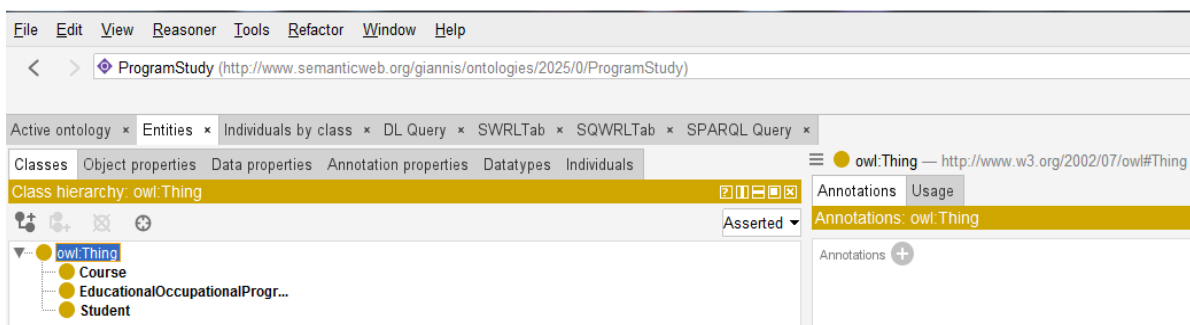 File Edit View Reasoner Tools Refactor Window Help
< > ProgramStudy (http://www.semanticweb.org/giannis/ontologies/2025/0/ProgramStudy)
Active ontology × Entities × Individuals by class × DL Query × SWRLTab × SQWRLTab × SPARQL Query ×
Classes Object properties Data properties Annotation properties Datatypes Individuals
Class hierarchy: owl:Thing
Asserted
owl:Thing
Course
EducationalOccupationalProgr...
Student
owl:Thing — http://www.w3.org/2002/07/owl#Thing
Annotations Usage
Annotations: owl:Thing
Annotations